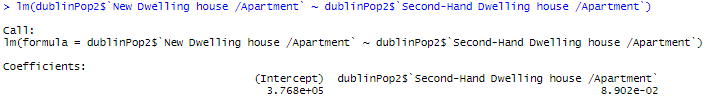 > lm(dublinPop2$`New Dwelling house /Apartment` ~ dublinPop2$`Second-Hand Dwelling house /Apartment`)
Call:
lm(formula = dublinPop2$`New Dwelling house /Apartment` ~ dublinPop2$`Second-Hand Dwelling house /Apartment`)
Coefficients:
(Intercept) dublinPop2$`Second-Hand Dwelling house /Apartment`
3.768e+05 8.902e-02